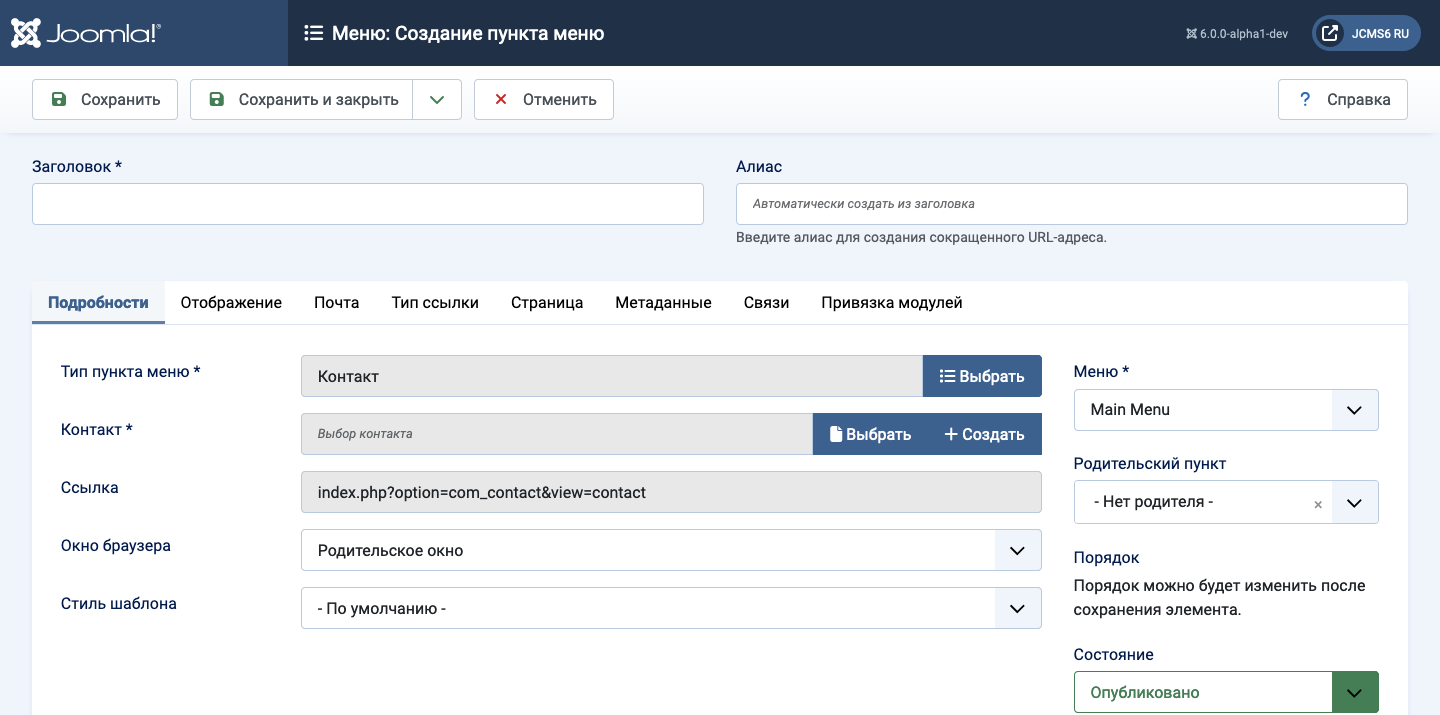 Joomla!®
Меню: Создание пункта меню
6.0.0-alpha1-dev
JCMS6 RU
Сохранить
Сохранить и закрыть
Отменить
? Справка
Заголовок *
Алиас
Автоматически создать из заголовка
Введите алиас для создания сокращенного URL-адреса.
Подробности Отображение Почта Тип ссылки Страница Метаданные Связи Привязка модулей
Тип пункта меню *
Контакт
Выбрать
Контакт *
Выбор контакта
Выбрать
Создать
Ссылка
index.php?option=com_contact&view=contact
Окно браузера
Родительское окно
Стиль шаблона
- По умолчанию -
Меню *
Main Menu
Родительский пункт
- Нет родителя - ×
Порядок
Порядок можно будет изменить после
сохранения элемента.
Состояние
Опубликовано